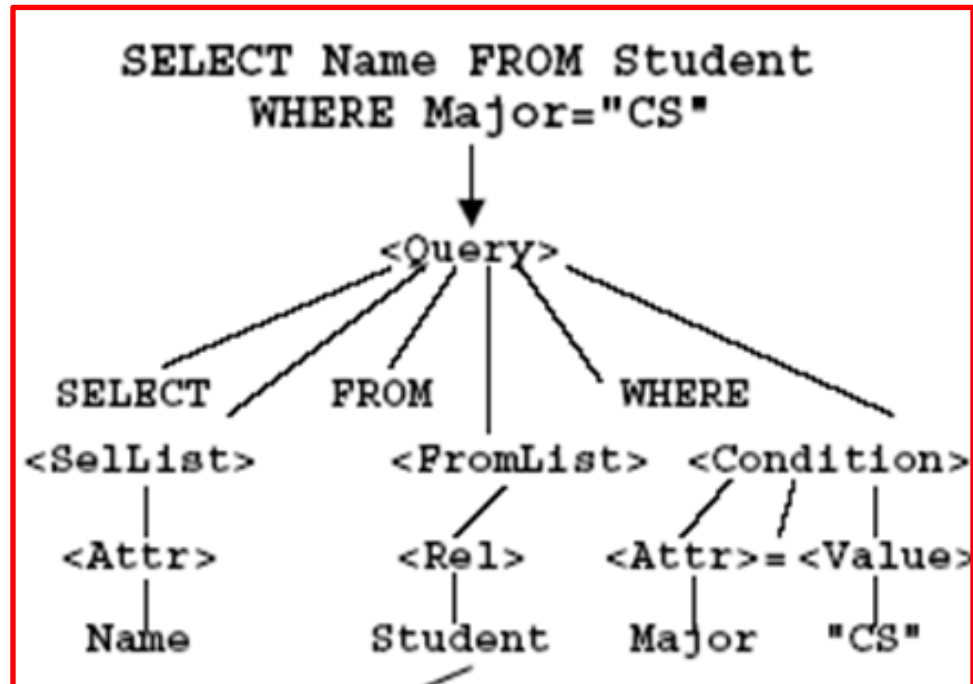 SELECT Name FROM Student
WHERE Major="CS"
<Query>
SELECT FROM WHERE
<SelList> <FromList> <Condition>
<Attr> <Rel> <Attr>=<Value>
Name Student Major "CS"